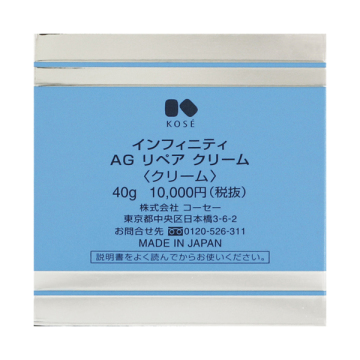 KOSÉ
インフィニティ
AG リペア クリーム
〈クリーム〉
40g 10,000円(税抜)
株式会社 コーセー
東京都中央区日本橋3-6-2
お問合せ先 0120-526-311
MADE IN JAPAN
説明書をよく読んでからお使いください。